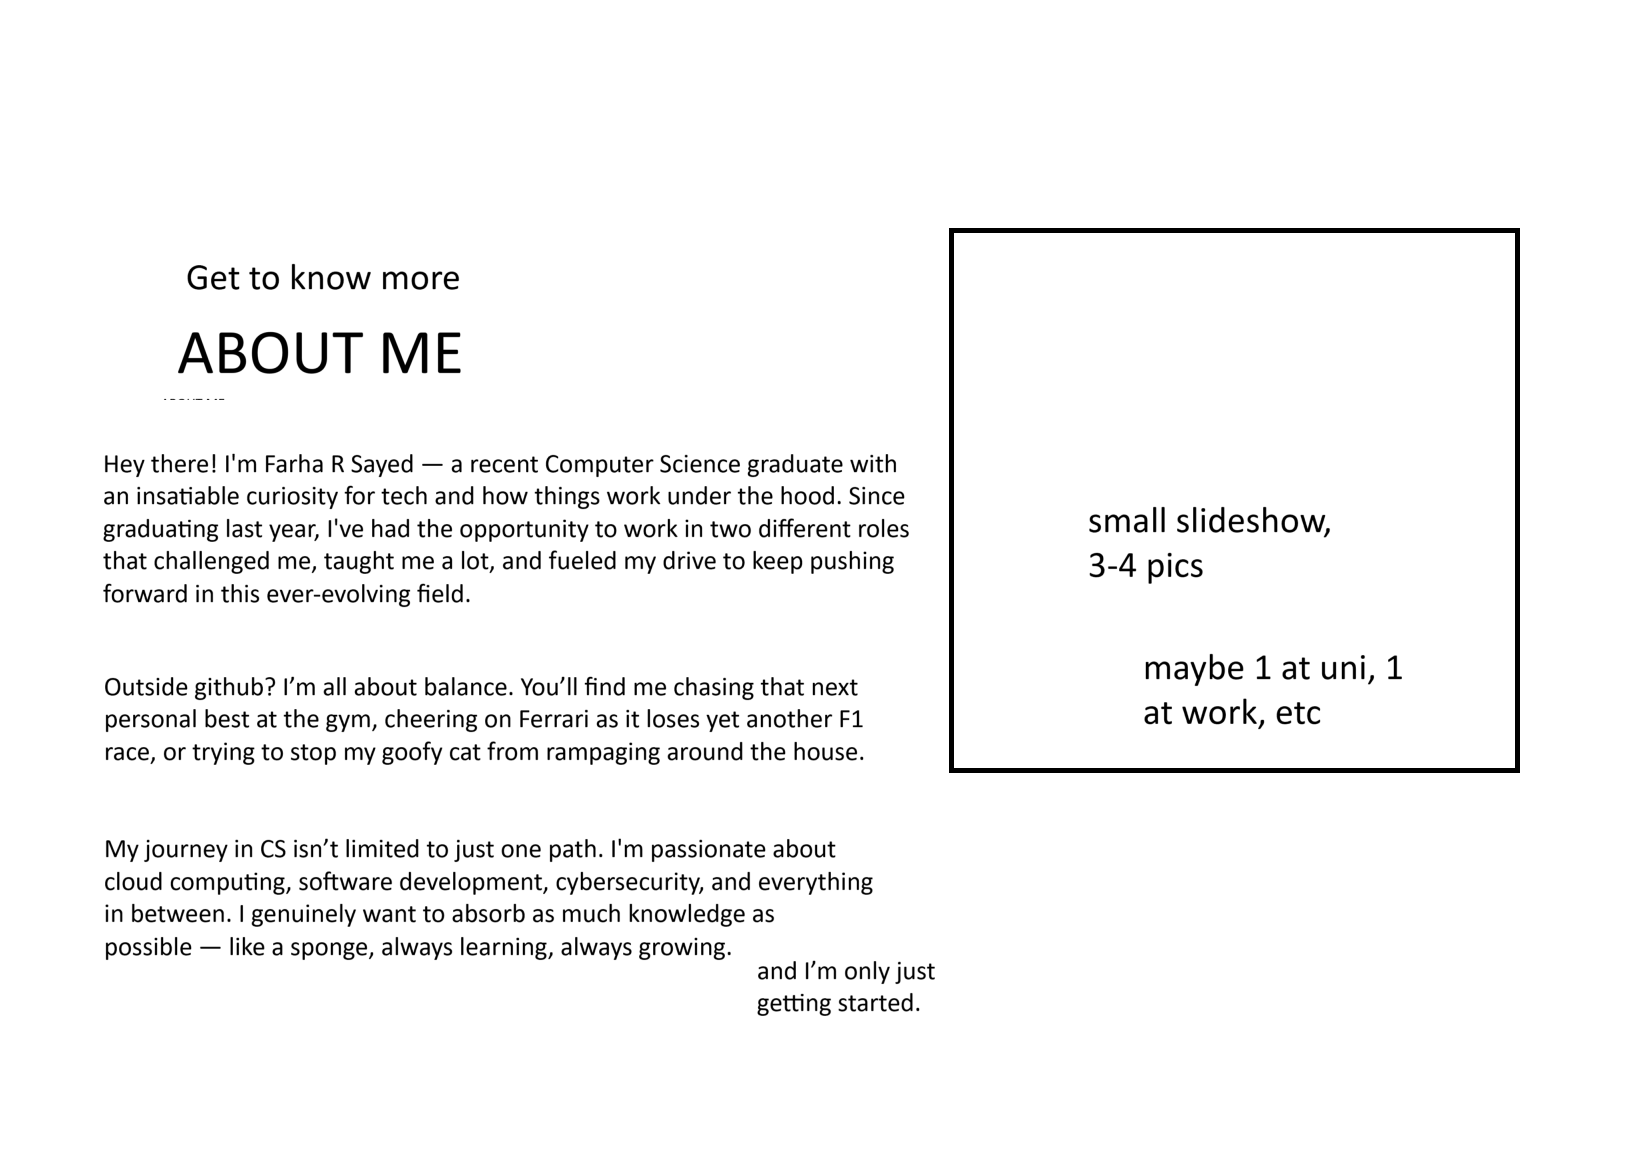 Get to know more
ABOUT ME
Hey there! I'm Farha R Sayed — a recent Computer Science graduate with
an insatiable curiosity for tech and how things work under the hood. Since
graduating last year, I've had the opportunity to work in two different roles
that challenged me, taught me a lot, and fueled my drive to keep pushing
forward in this ever-evolving field.
Outside github? I’m all about balance. You’ll find me chasing that next
personal best at the gym, cheering on Ferrari as it loses yet another F1
race, or trying to stop my goofy cat from rampaging around the house.
My journey in CS isn’t limited to just one path. I'm passionate about
cloud computing, software development, cybersecurity, and everything
in between. I genuinely want to absorb as much knowledge as
possible — like a sponge, always learning, always growing.
and I’m only just
getting started.
small slideshow,
3-4 pics
maybe 1 at uni, 1
at work, etc